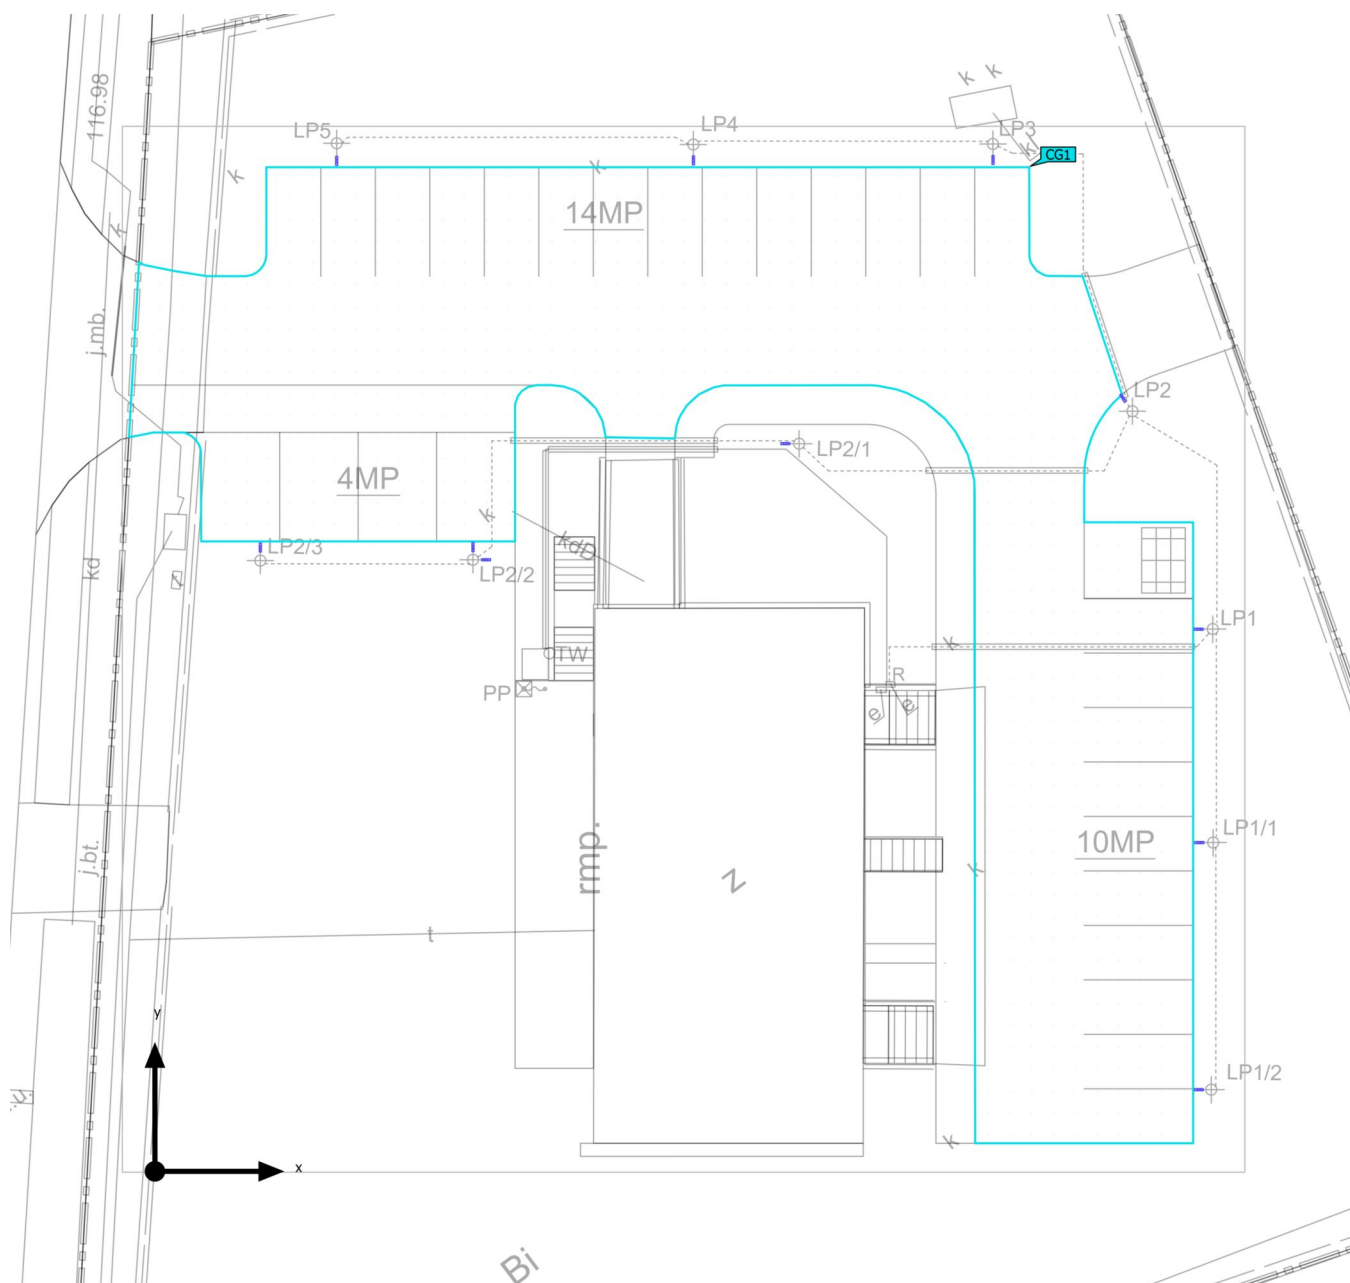 116.98
LP5
LP4
LP3
k
k
k
CG1
k
k
14MP
k
j.mb.
LP2
LP2/1
4MP
k
kdD
LP2/3
LP2/2
kd
LP1
k
OTW
R
PP
e
e
LP1/1
10MP
j.bt.
rmp.
z
k
t
y
LP1/2
k
x
Bi